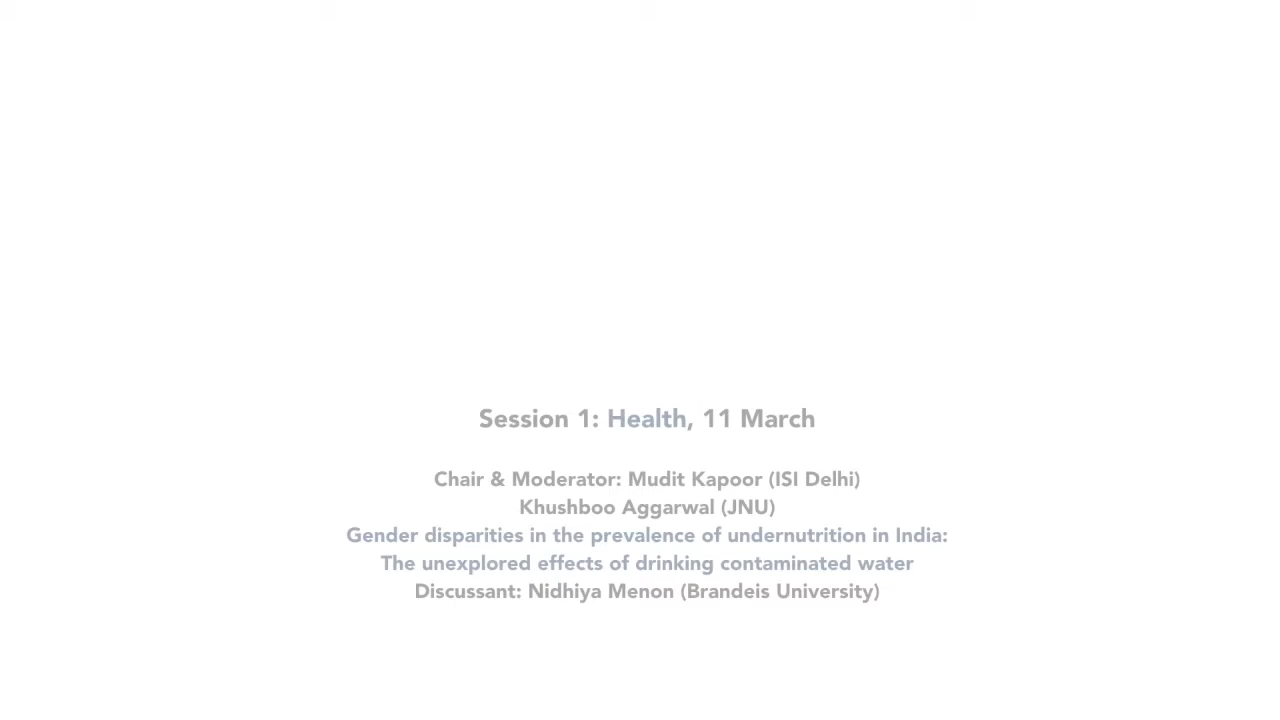 Session 1: Health, 11 March
Chair & Moderator: Mudit Kapoor (ISI Delhi)
Khushboo Aggarwal (JNU)
Gender disparities in the prevalence of undernutrition in India:
The unexplored effects of drinking contaminated water
Discussant: Nidhiya Menon (Brandeis University)